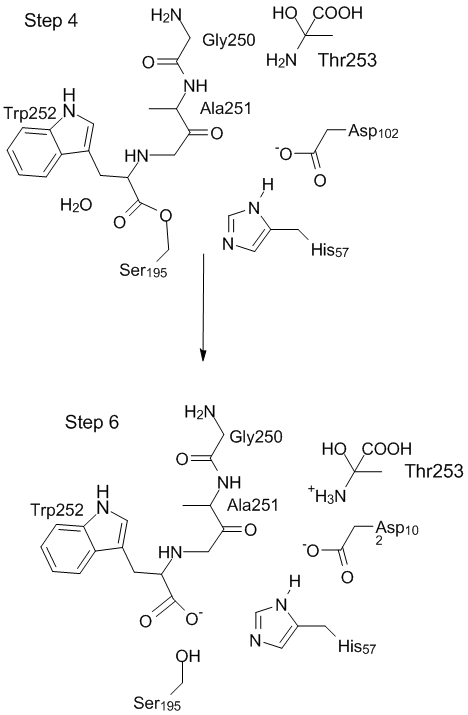 Step 4
H₂N
HO COOH
Gly250
O
H₂N Thr253
NH
H
N
Trp252
Ala251
O
HN
Asp102
-O
O
H
H₂O
O O
N
N
His57
Ser195
Step 6
H₂N
Gly250
HO COOH
O
Thr253
NH
+H₃N
H
N
Trp252
Ala251
O
Asp10
2
HN
-O
O
H
O O-
N
N
His57
OH
Ser195